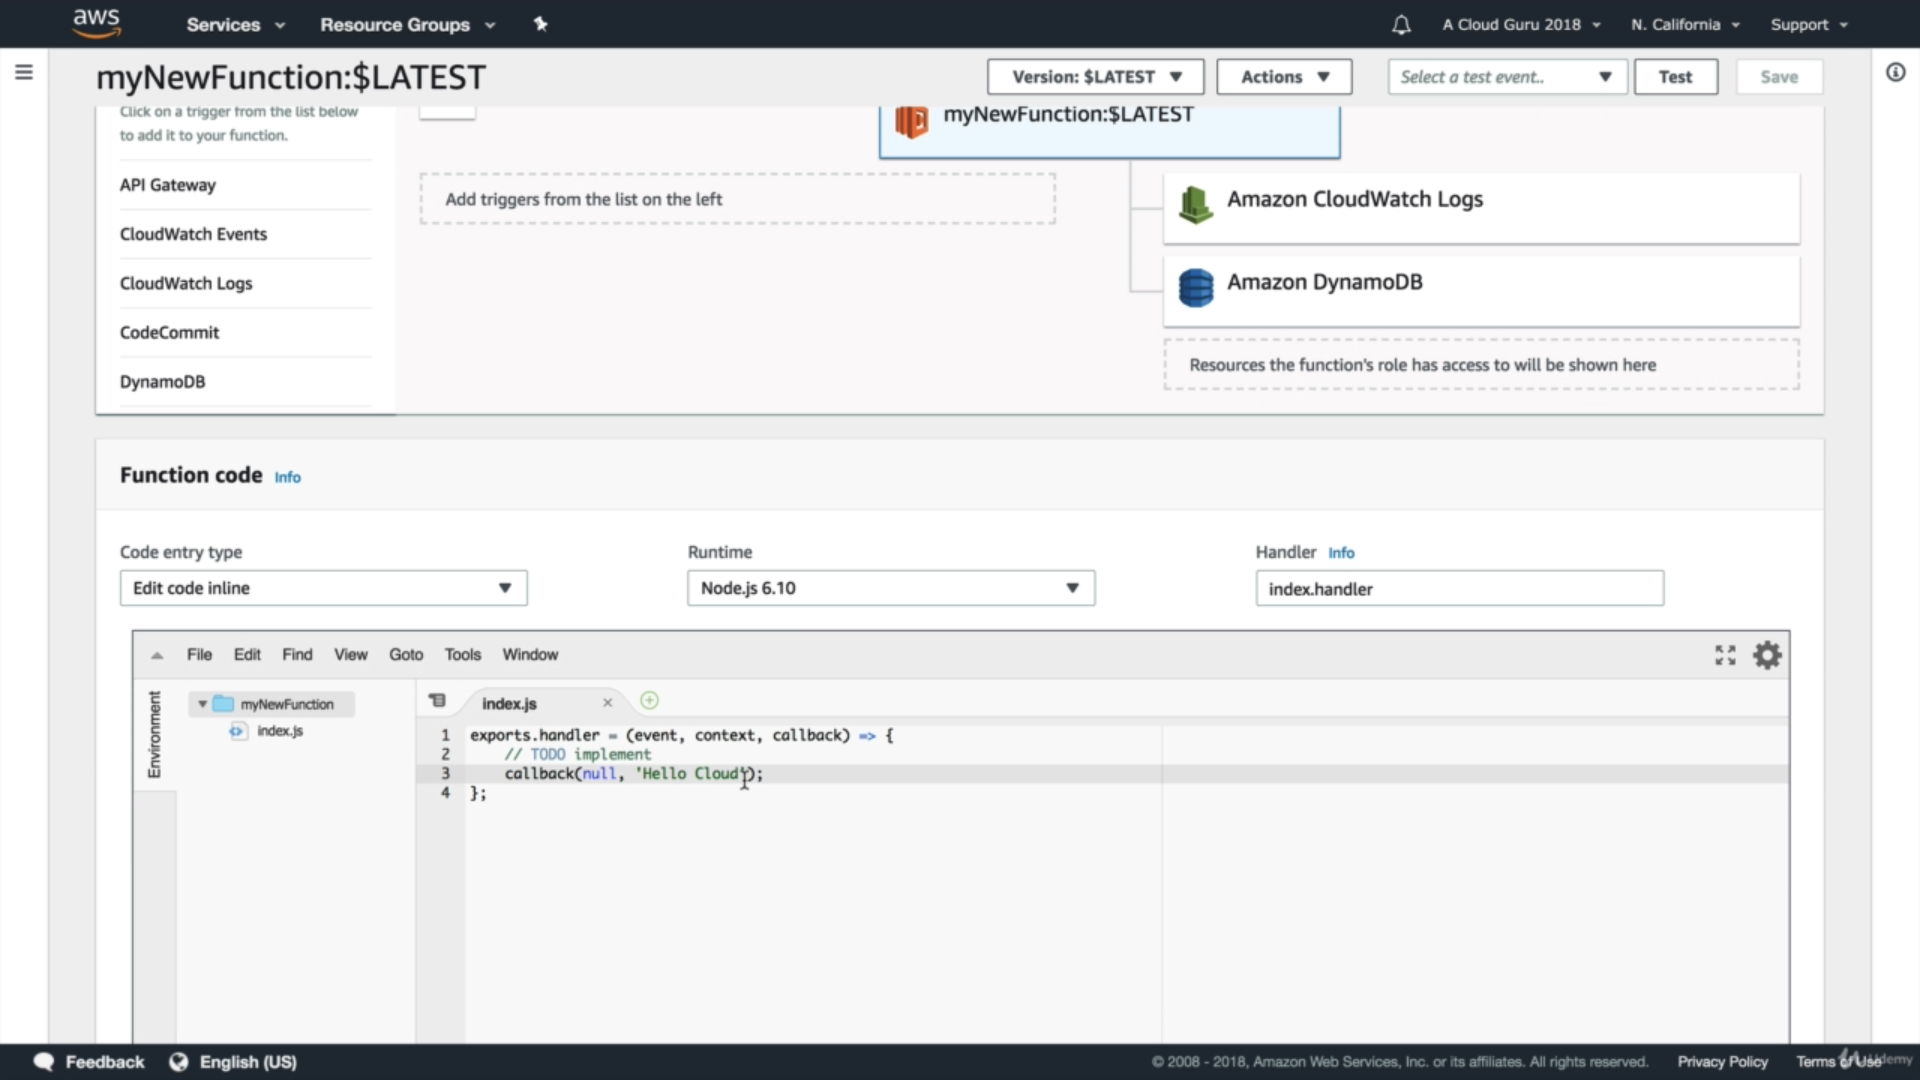 aws
Services
Resource Groups
A Cloud Guru 2018
N. California
Support
myNewFunction:$LATEST
Version: $LATEST
Actions
Select a test event..
Test
Save
Click on a trigger from the list below
to add it to your function.
API Gateway
CloudWatch Events
CloudWatch Logs
CodeCommit
DynamoDB
myNewFunction:$LATEST
Add triggers from the list on the left
Amazon CloudWatch Logs
Amazon DynamoDB
Resources the function's role has access to will be shown here
Function code Info
Code entry type
Edit code inline
Runtime
Node.js 6.10
Handler Info
index.handler
File Edit Find View Goto Tools Window
Environment
myNewFunction
index.js
index.js
1 exports.handler = (event, context, callback) => {
2 // TODO implement
3 callback(null, 'Hello Cloud');
4 };
Feedback
English (US)
© 2008 - 2018, Amazon Web Services, Inc. or its affiliates. All rights reserved.
Privacy Policy
Terms of Use